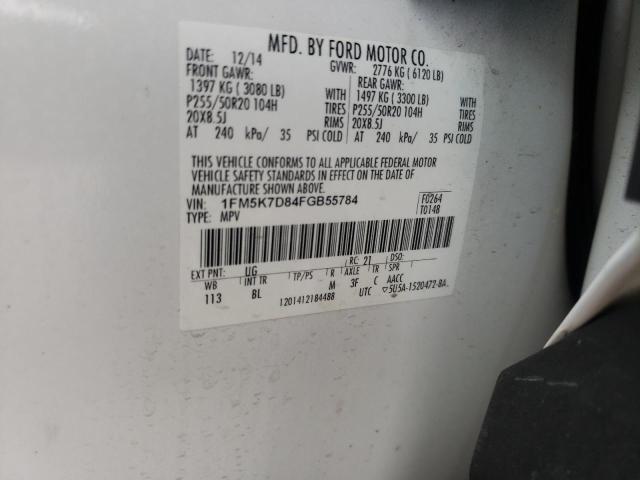 MFD. BY FORD MOTOR CO.
DATE: 12/14 GVWR: 2776 KG ( 6120 LB)
FRONT GAWR: REAR GAWR:
1397 KG ( 3080 LB) WITH 1497 KG ( 3300 LB) WITH
P255/50R20 104H TIRES P255/50R20 104H TIRES
20X8.5J RIMS 20X8.5J RIMS
AT 240 kPa/ 35 PSI COLD AT 240 kPa/ 35 PSI COLD
THIS VEHICLE CONFORMS TO ALL APPLICABLE FEDERAL MOTOR
VEHICLE SAFETY STANDARDS IN EFFECT ON THE DATE OF
MANUFACTURE SHOWN ABOVE.
VIN: 1FM5K7D84FGB55784 F0264
TYPE: MPV T0148
EXT PNT: UG RC: 21 DSO:
WB INT TR TP/PS R AXLE TR SPR
113 BL M 3F C AACC
1201412184488 UTC ▽5U5A-1520472-BA